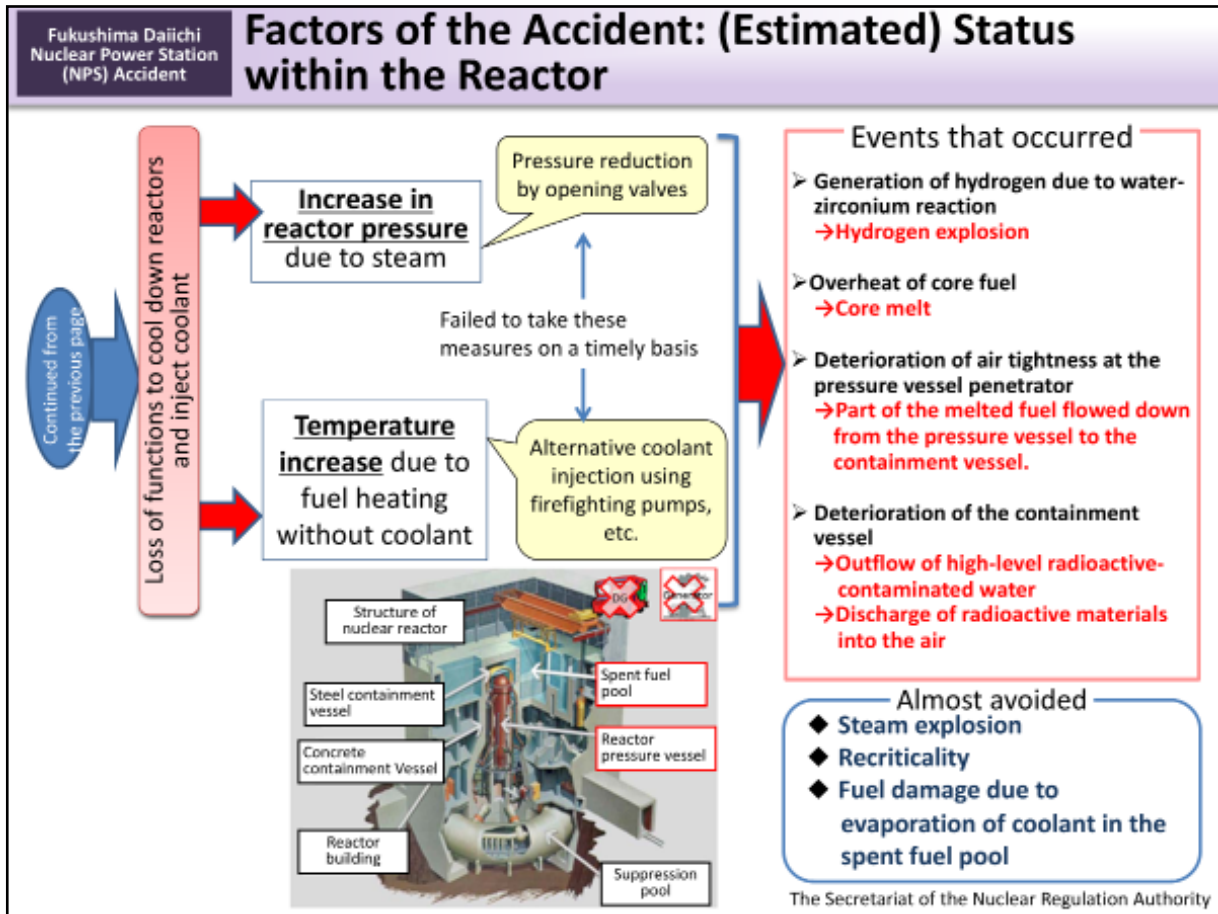 Fukushima Daiichi
Nuclear Power Station
(NPS) Accident
Factors of the Accident: (Estimated) Status
within the Reactor
Continued from
the previous page
Loss of functions to cool down reactors
and inject coolant
Increase in
reactor pressure
due to steam
Pressure reduction
by opening valves
Failed to take these
measures on a timely basis
Temperature
increase due to
fuel heating
without coolant
Alternative coolant
injection using
firefighting pumps,
etc.
DG
Generator
Structure of
nuclear reactor
Steel containment
vessel
Concrete
containment Vessel
Reactor
building
Spent fuel
pool
Reactor
pressure vessel
Suppression
pool
Events that occurred
➢ Generation of hydrogen due to water-
zirconium reaction
→Hydrogen explosion
➢Overheat of core fuel
→Core melt
➢ Deterioration of air tightness at the
pressure vessel penetrator
→Part of the melted fuel flowed down
from the pressure vessel to the
containment vessel.
➢ Deterioration of the containment
vessel
→Outflow of high-level radioactive-
contaminated water
→Discharge of radioactive materials
into the air
Almost avoided
◆ Steam explosion
◆ Recriticality
◆ Fuel damage due to
evaporation of coolant in the
spent fuel pool
The Secretariat of the Nuclear Regulation Authority